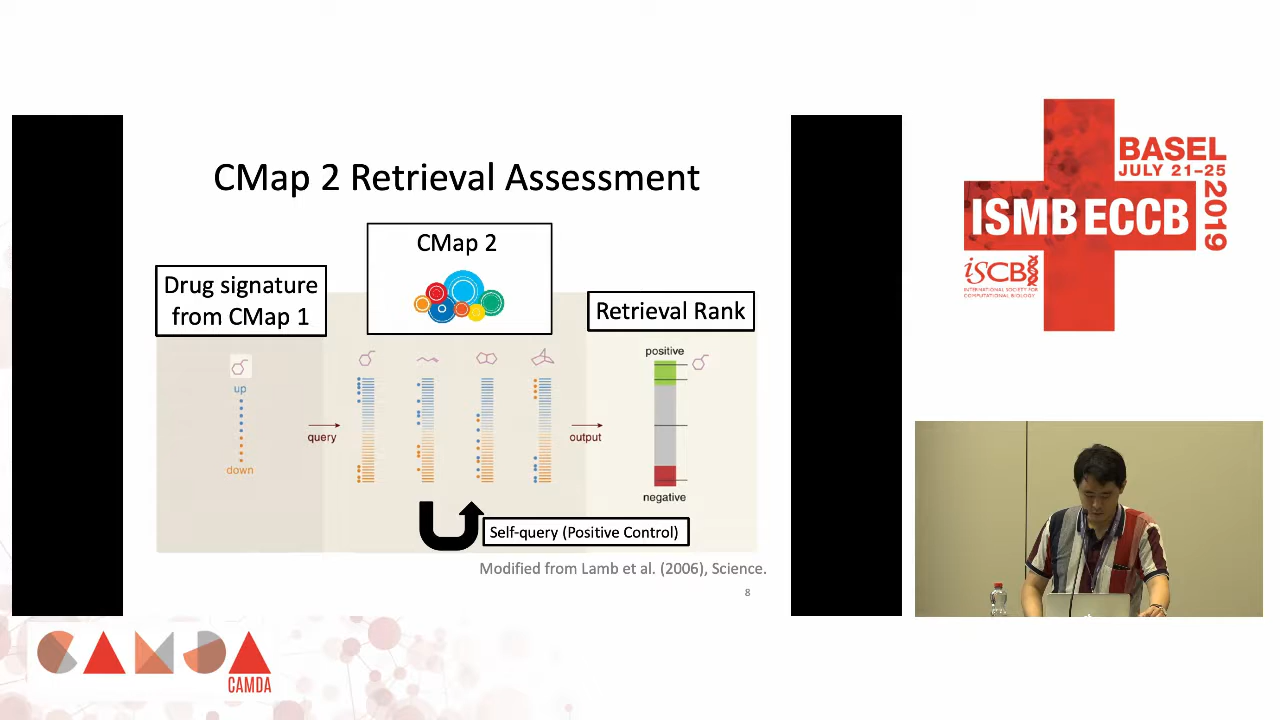 CMap 2 Retrieval Assessment
CMap 2
Drug signature
from CMap 1
Retrieval Rank
up
down
query
output
positive
negative
Self-query (Positive Control)
Modified from Lamb et al. (2006), Science.
8
BASEL
JULY 21–25
2019
ISMB ECCB
iSCB
INTERNATIONAL SOCIETY FOR
COMPUTATIONAL BIOLOGY
CAMDA
CAMDA